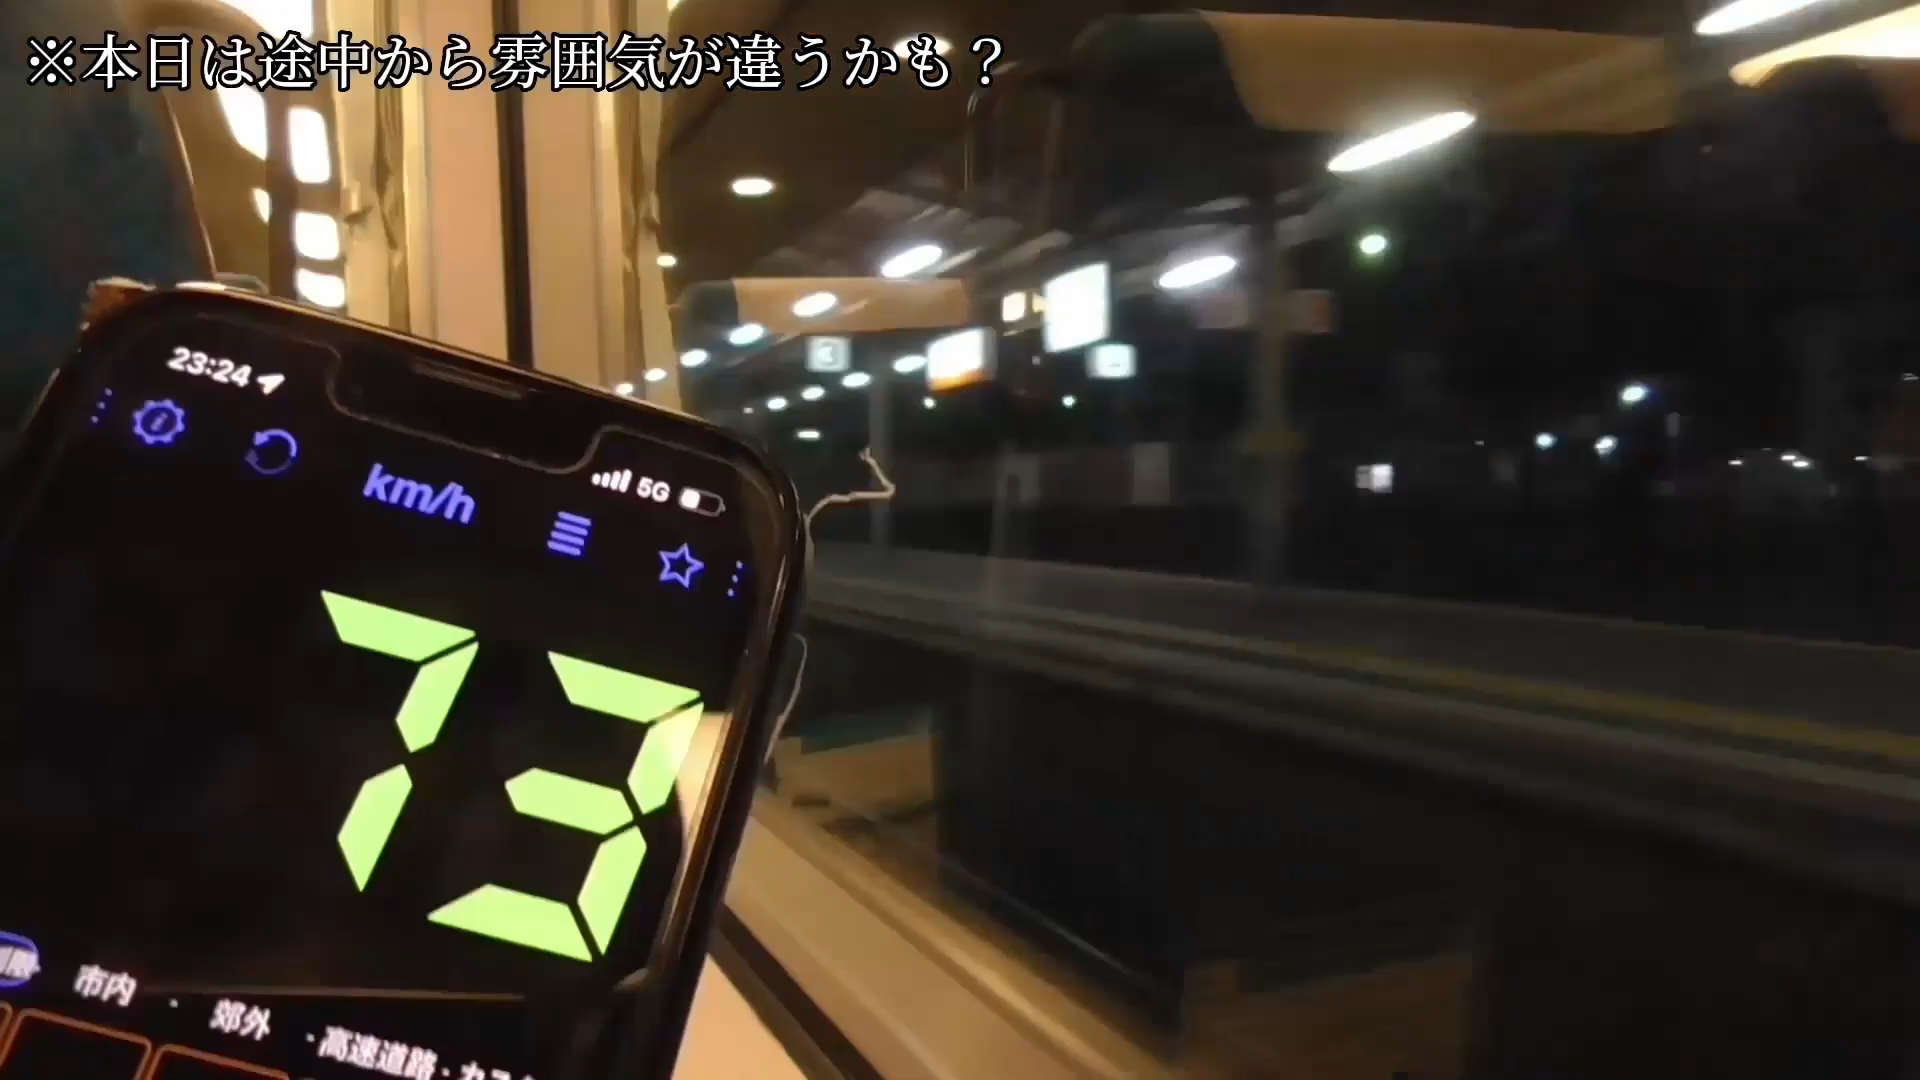 ※本日は途中から雰囲気が違うかも？
23:24
5G
km/h
73
市内 · 郊外 · 高速道路 ·
3